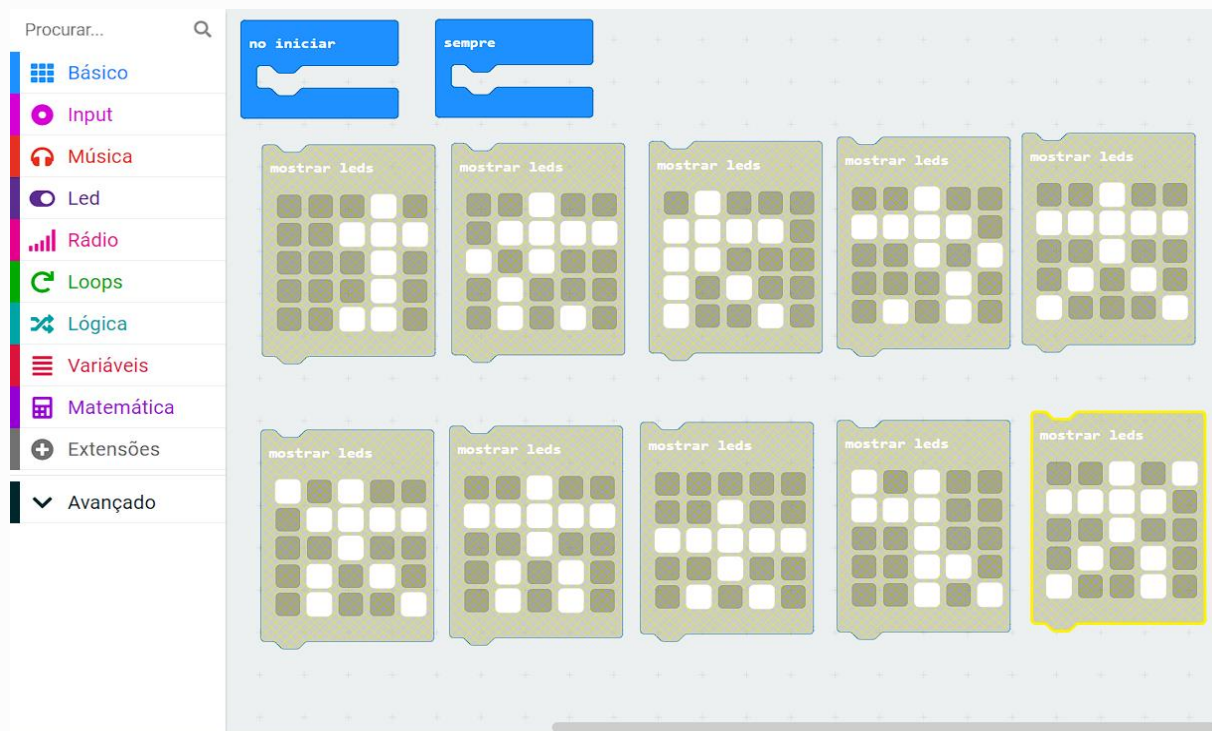 Procurar...
Básico
Input
Música
Led
Rádio
Loops
Lógica
Variáveis
Matemática
Extensões
Avançado
no iniciar
sempre
mostrar leds
mostrar leds
mostrar leds
mostrar leds
mostrar leds
mostrar leds
mostrar leds
mostrar leds
mostrar leds
mostrar leds